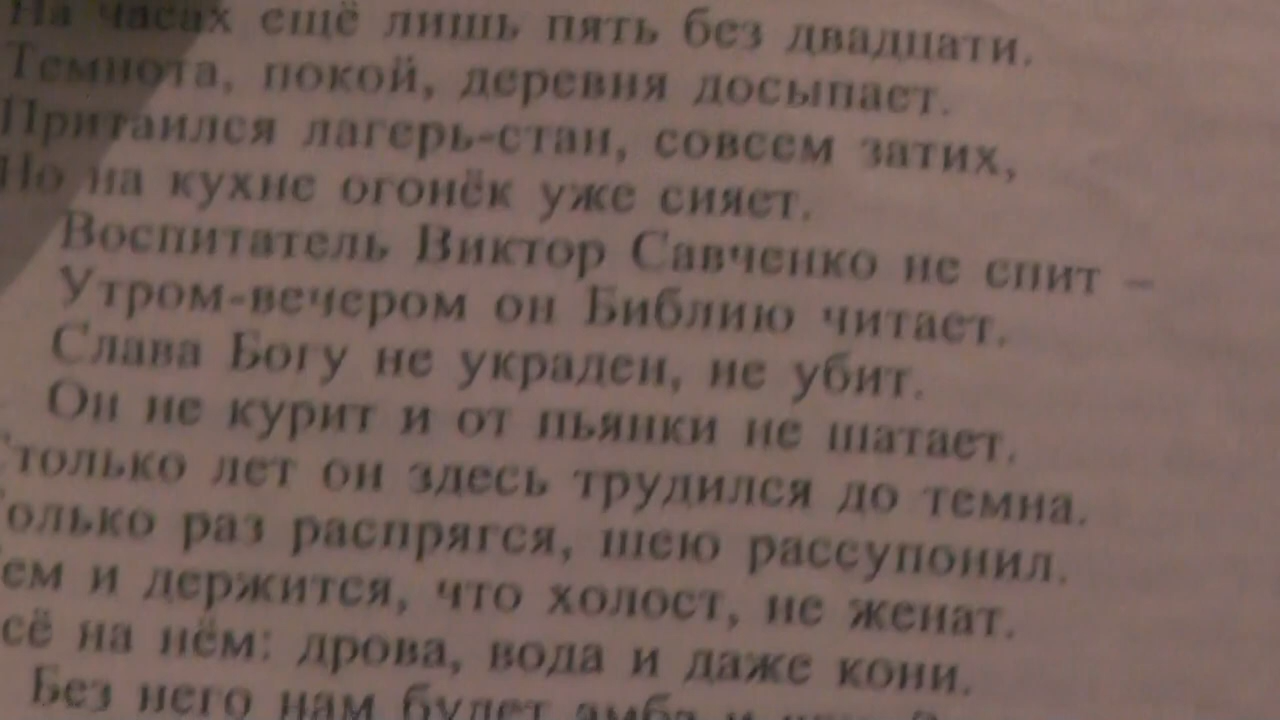 На часах ещё лишь пять без двадцати.
Темнота, покой, деревня досыпает.
Притаился лагерь-стан, совсем затих,
Но на кухне огонёк уже сияет.
Воспитатель Виктор Савченко не спит –
Утром-вечером он Библию читает.
Слава Богу не украден, не убит.
Он не курит и от пьянки не шатает.
Столько лет он здесь трудился до темна.
Только раз распрягся, шею рассупонил.
ем и держится, что холост, не женат.
сё на нём: дрова, вода и даже кони.
Без него нам будет амба и